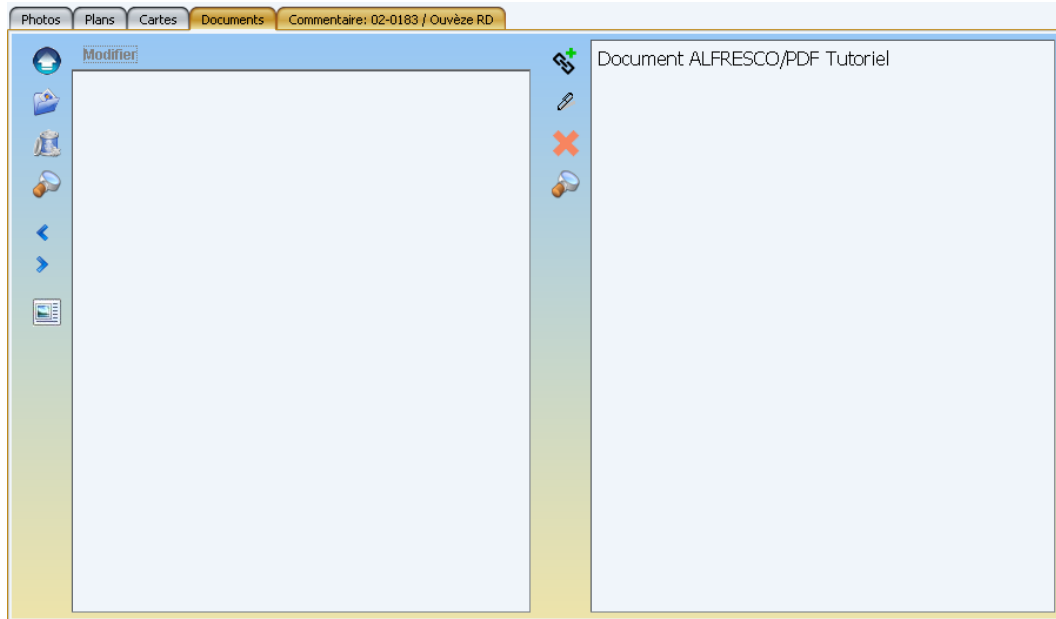 Photos Plans Cartes Documents Commentaire: 02-0183 / Ouvèze RD
Modifier
Document ALFRESCO/PDF Tutoriel